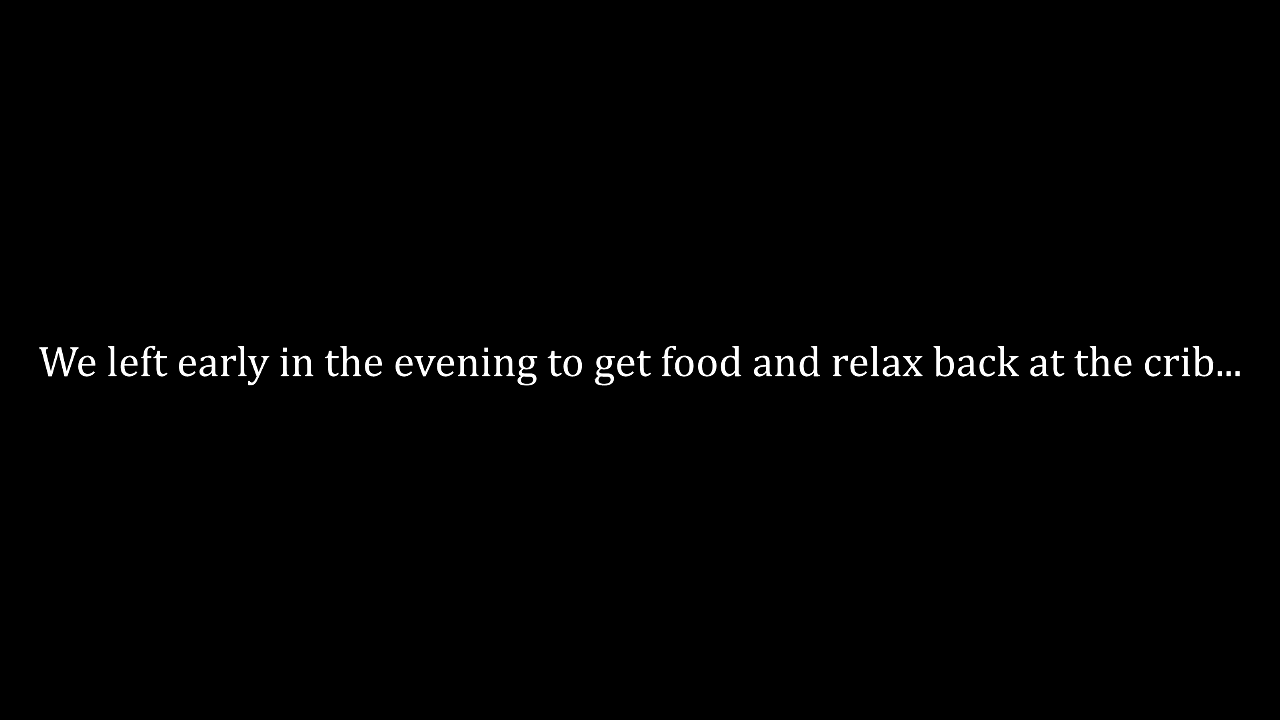 We left early in the evening to get food and relax back at the crib...